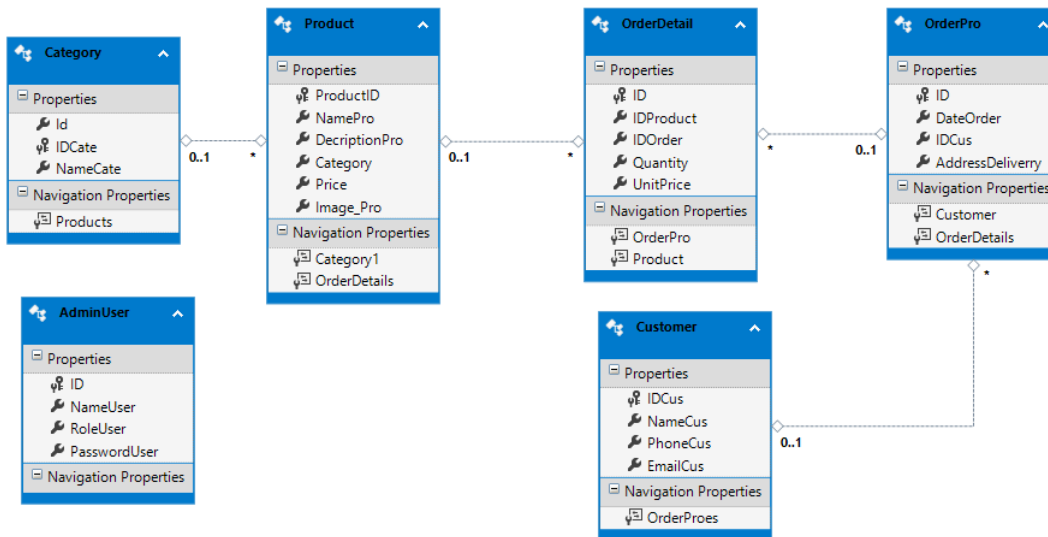 Category
Properties
Id
IDCate
NameCate
Navigation Properties
Products
0..1
*
Product
Properties
ProductID
NamePro
DecriptionPro
Category
Price
Image_Pro
Navigation Properties
Category1
OrderDetails
0..1
*
OrderDetail
Properties
ID
IDProduct
IDOrder
Quantity
UnitPrice
Navigation Properties
OrderPro
Product
*
0..1
OrderPro
Properties
ID
DateOrder
IDCus
AddressDeliverry
Navigation Properties
Customer
OrderDetails
*
AdminUser
Properties
ID
NameUser
RoleUser
PasswordUser
Navigation Properties
Customer
Properties
IDCus
NameCus
PhoneCus
EmailCus
Navigation Properties
OrderProes
0..1